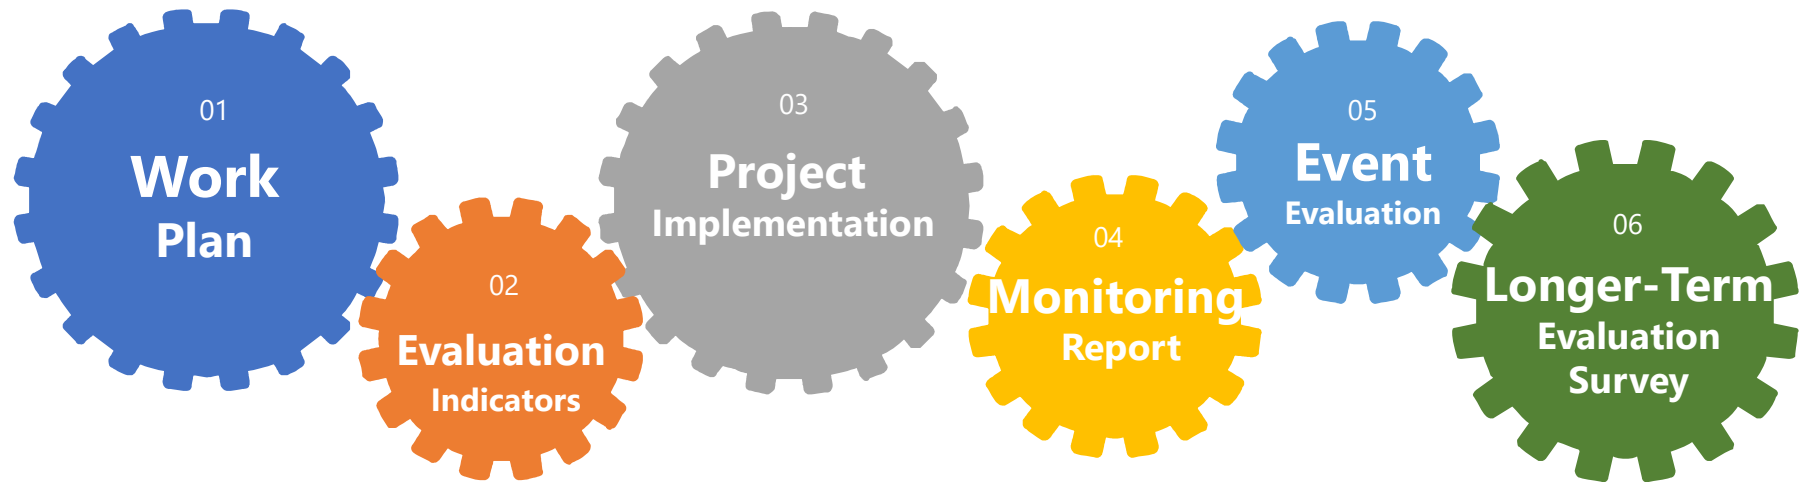 01
Work
Plan
02
Evaluation
Indicators
03
Project
Implementation
04
Monitoring
Report
05
Event
Evaluation
06
Longer-Term
Evaluation
Survey